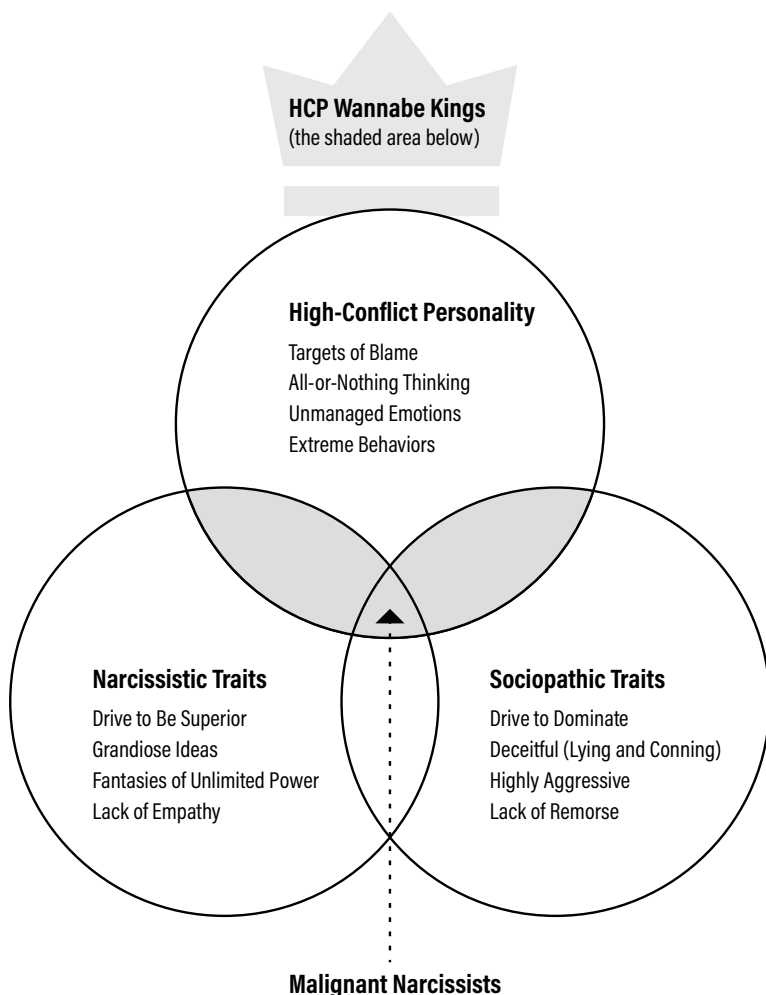 HCP Wannabe Kings
(the shaded area below)
High-Conflict Personality
Targets of Blame
All-or-Nothing Thinking
Unmanaged Emotions
Extreme Behaviors
Narcissistic Traits
Drive to Be Superior
Grandiose Ideas
Fantasies of Unlimited Power
Lack of Empathy
Sociopathic Traits
Drive to Dominate
Deceitful (Lying and Conning)
Highly Aggressive
Lack of Remorse
Malignant Narcissists